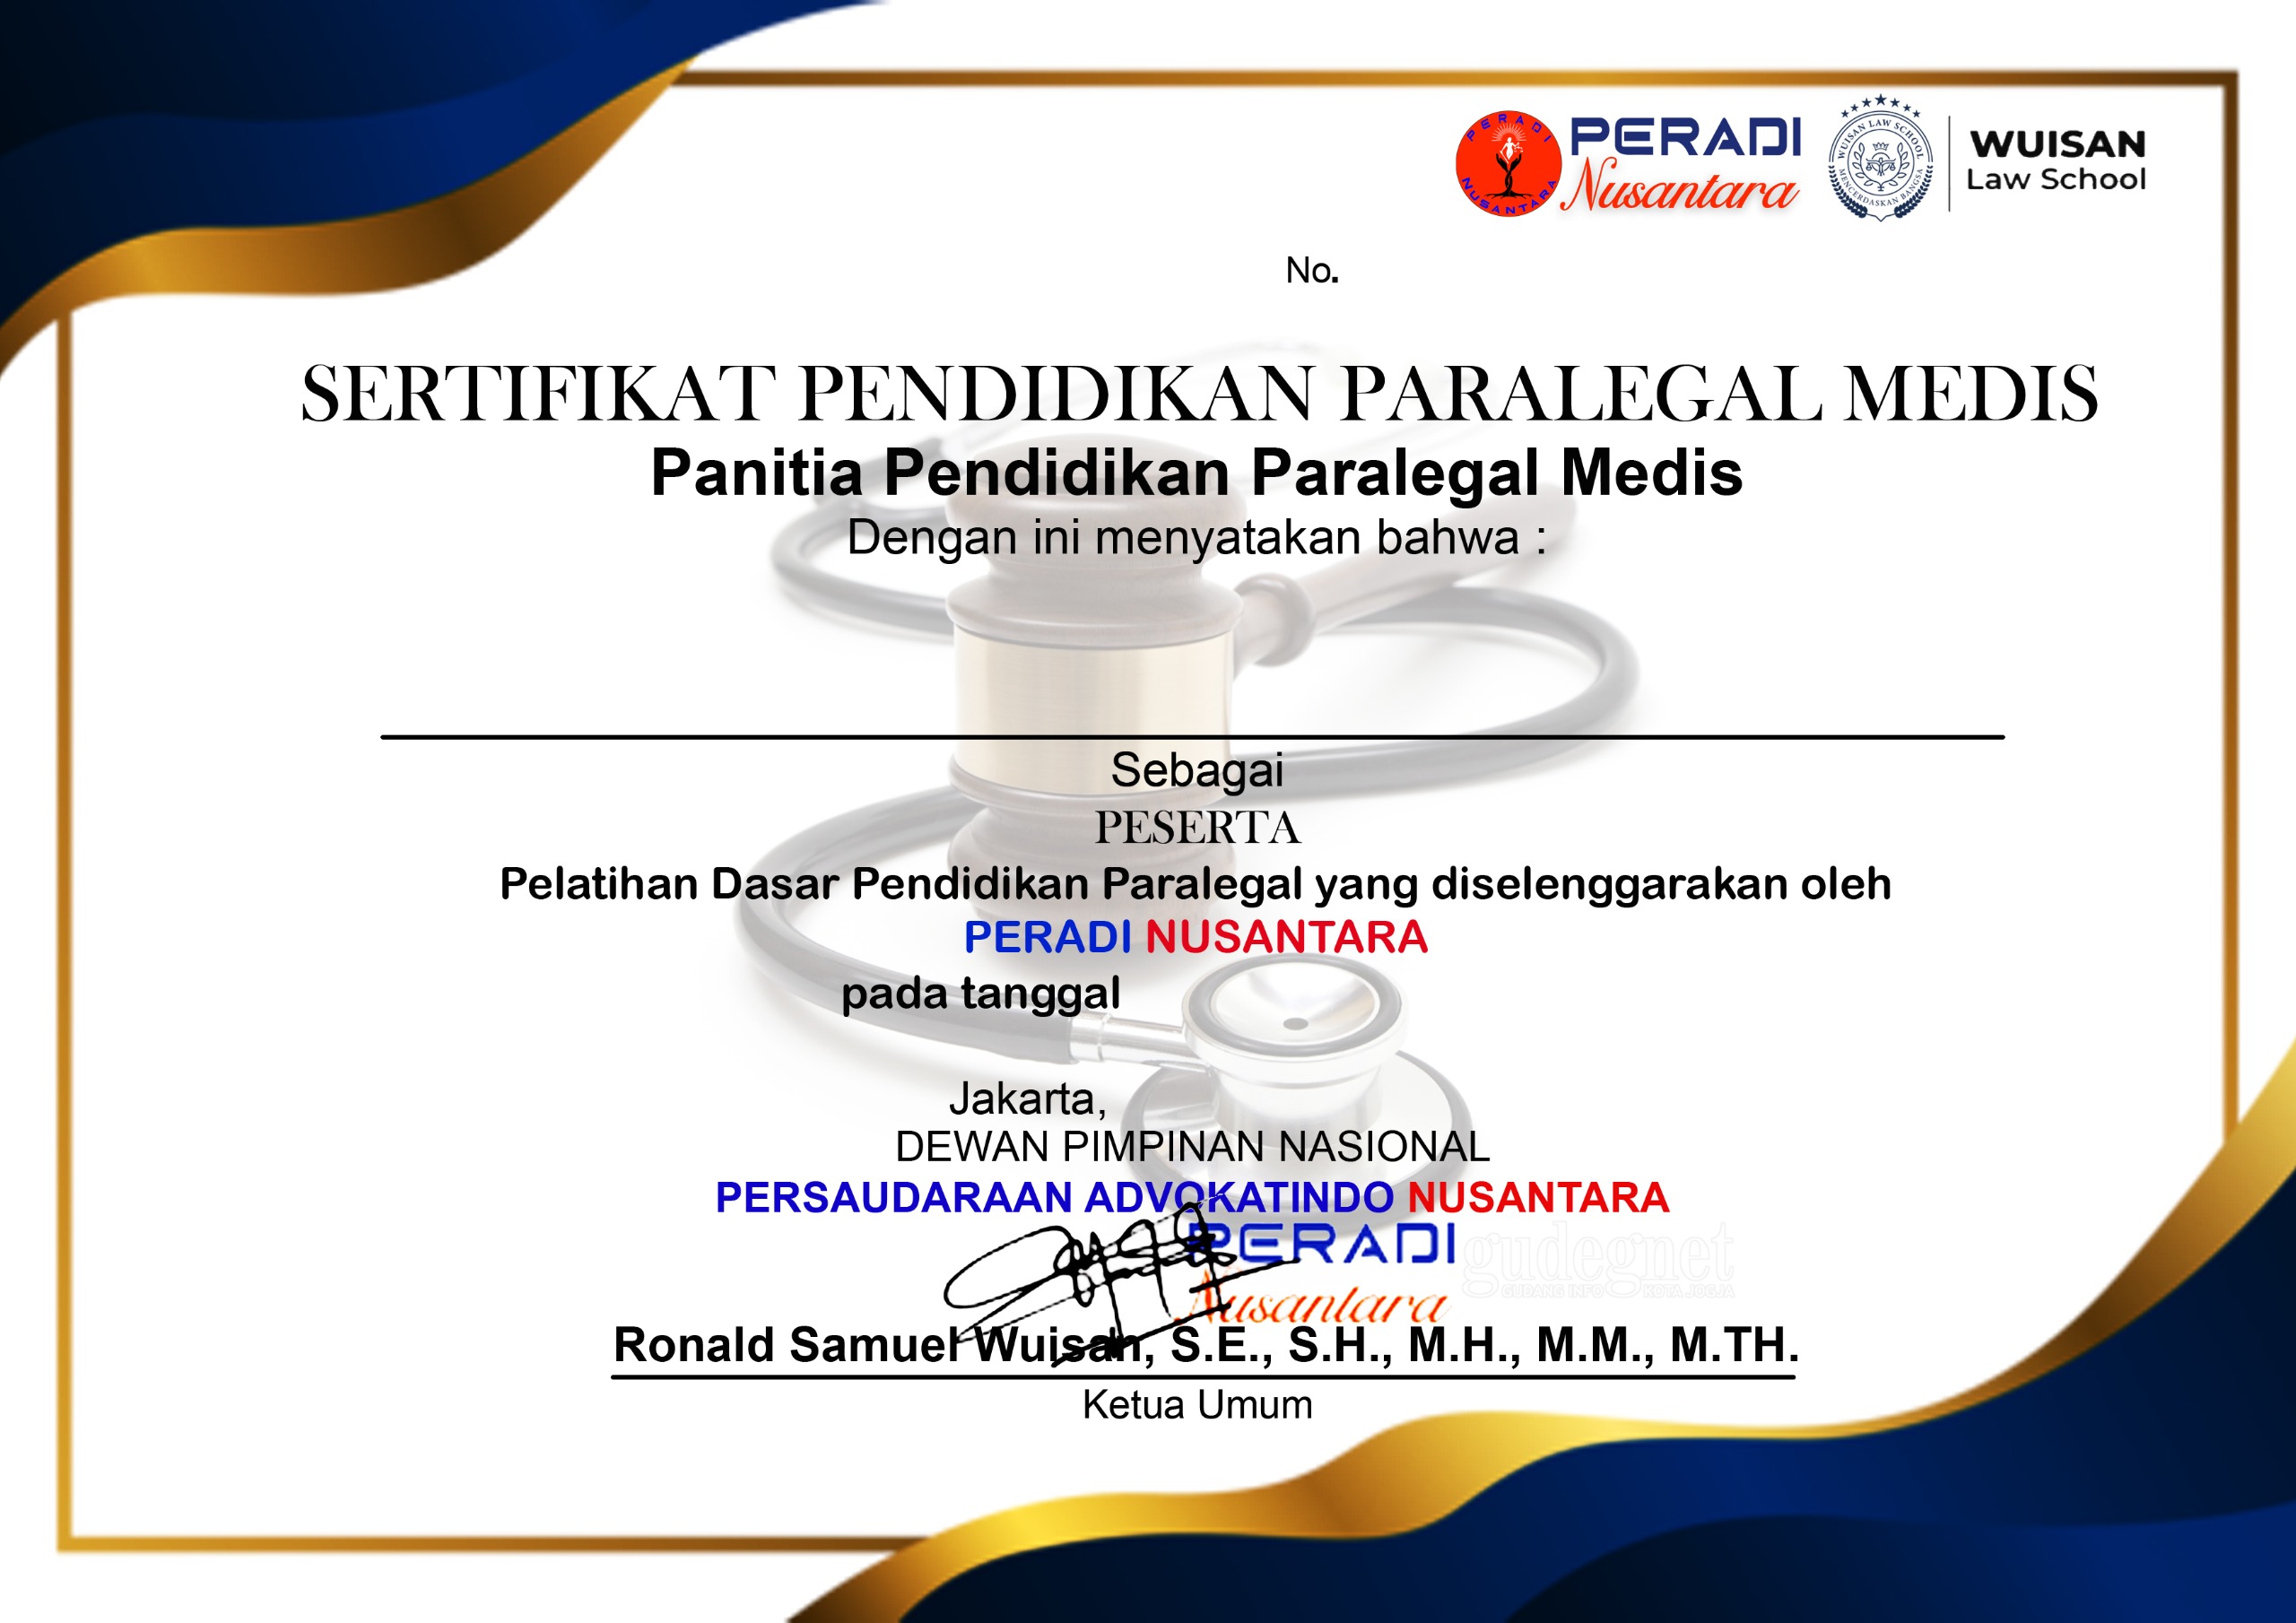 PERADI NUSANTARA
PERADI
Nusantara
WUISAN LAW SCHOOL
MENCERDASKAN BANGSA
WUISAN
Law School
No.
SERTIFIKAT PENDIDIKAN PARALEGAL MEDIS
Panitia Pendidikan Paralegal Medis
Dengan ini menyatakan bahwa :
Sebagai
PESERTA
Pelatihan Dasar Pendidikan Paralegal yang diselenggarakan oleh
PERADI NUSANTARA
pada tanggal
Jakarta,
DEWAN PIMPINAN NASIONAL
PERSAUDARAAN ADVOKATINDO NUSANTARA
PERADI
Nusantara
gudegnet
GUDANG INFO KOTA JOGJA
Ronald Samuel Wuisan, S.E., S.H., M.H., M.M., M.TH.
Ketua Umum